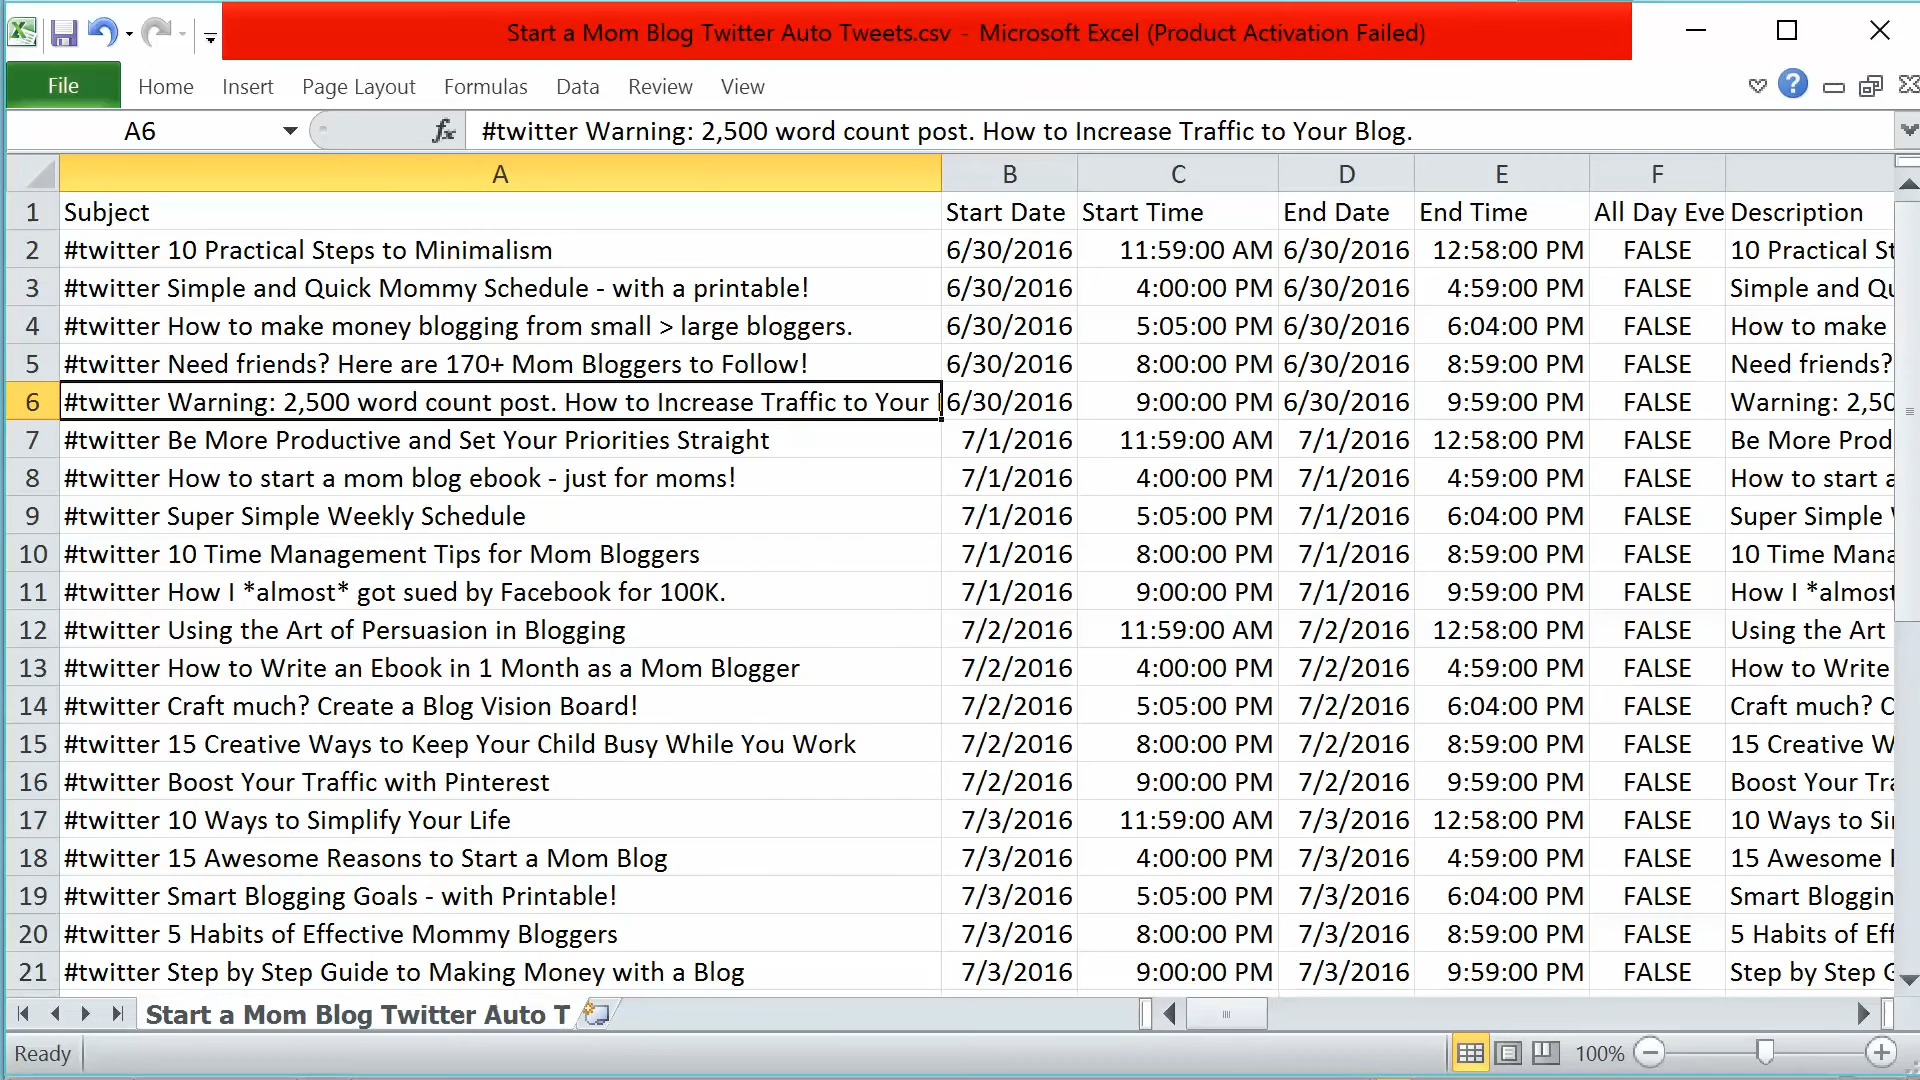 Start a Mom Blog Twitter Auto Tweets.csv - Microsoft Excel (Product Activation Failed)
File Home Insert Page Layout Formulas Data Review View ?
A6 fx #twitter Warning: 2,500 word count post. How to Increase Traffic to Your Blog.
A B C D E F
1 Subject Start Date Start Time End Date End Time All Day Eve Description
2 #twitter 10 Practical Steps to Minimalism 6/30/2016 11:59:00 AM 6/30/2016 12:58:00 PM FALSE 10 Practical St
3 #twitter Simple and Quick Mommy Schedule - with a printable! 6/30/2016 4:00:00 PM 6/30/2016 4:59:00 PM FALSE Simple and Qu
4 #twitter How to make money blogging from small > large bloggers. 6/30/2016 5:05:00 PM 6/30/2016 6:04:00 PM FALSE How to make
5 #twitter Need friends? Here are 170+ Mom Bloggers to Follow! 6/30/2016 8:00:00 PM 6/30/2016 8:59:00 PM FALSE Need friends?
6 #twitter Warning: 2,500 word count post. How to Increase Traffic to Your 6/30/2016 9:00:00 PM 6/30/2016 9:59:00 PM FALSE Warning: 2,50
7 #twitter Be More Productive and Set Your Priorities Straight 7/1/2016 11:59:00 AM 7/1/2016 12:58:00 PM FALSE Be More Prod
8 #twitter How to start a mom blog ebook - just for moms! 7/1/2016 4:00:00 PM 7/1/2016 4:59:00 PM FALSE How to start a
9 #twitter Super Simple Weekly Schedule 7/1/2016 5:05:00 PM 7/1/2016 6:04:00 PM FALSE Super Simple
10 #twitter 10 Time Management Tips for Mom Bloggers 7/1/2016 8:00:00 PM 7/1/2016 8:59:00 PM FALSE 10 Time Mana
11 #twitter How I *almost* got sued by Facebook for 100K. 7/1/2016 9:00:00 PM 7/1/2016 9:59:00 PM FALSE How I *almost
12 #twitter Using the Art of Persuasion in Blogging 7/2/2016 11:59:00 AM 7/2/2016 12:58:00 PM FALSE Using the Art
13 #twitter How to Write an Ebook in 1 Month as a Mom Blogger 7/2/2016 4:00:00 PM 7/2/2016 4:59:00 PM FALSE How to Write
14 #twitter Craft much? Create a Blog Vision Board! 7/2/2016 5:05:00 PM 7/2/2016 6:04:00 PM FALSE Craft much? C
15 #twitter 15 Creative Ways to Keep Your Child Busy While You Work 7/2/2016 8:00:00 PM 7/2/2016 8:59:00 PM FALSE 15 Creative W
16 #twitter Boost Your Traffic with Pinterest 7/2/2016 9:00:00 PM 7/2/2016 9:59:00 PM FALSE Boost Your Tra
17 #twitter 10 Ways to Simplify Your Life 7/3/2016 11:59:00 AM 7/3/2016 12:58:00 PM FALSE 10 Ways to Si
18 #twitter 15 Awesome Reasons to Start a Mom Blog 7/3/2016 4:00:00 PM 7/3/2016 4:59:00 PM FALSE 15 Awesome
19 #twitter Smart Blogging Goals - with Printable! 7/3/2016 5:05:00 PM 7/3/2016 6:04:00 PM FALSE Smart Bloggin
20 #twitter 5 Habits of Effective Mommy Bloggers 7/3/2016 8:00:00 PM 7/3/2016 8:59:00 PM FALSE 5 Habits of Eff
21 #twitter Step by Step Guide to Making Money with a Blog 7/3/2016 9:00:00 PM 7/3/2016 9:59:00 PM FALSE Step by Step
Start a Mom Blog Twitter Auto T
Ready 100%